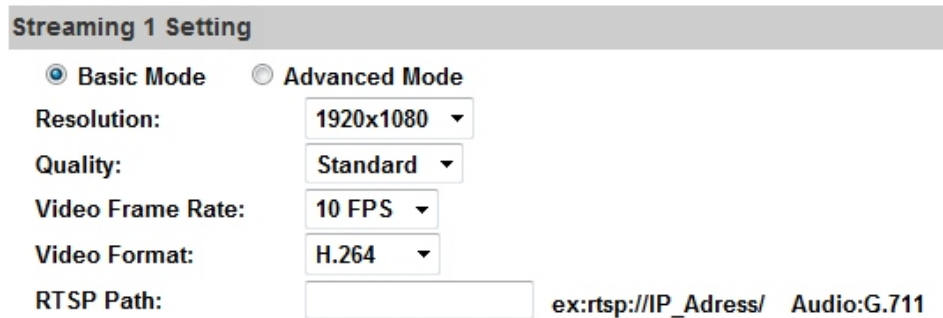 Streaming 1 Setting
Basic Mode Advanced Mode
Resolution: 1920x1080
Quality: Standard
Video Frame Rate: 10 FPS
Video Format: H.264
RTSP Path: ex:rtsp://IP_Adress/ Audio:G.711